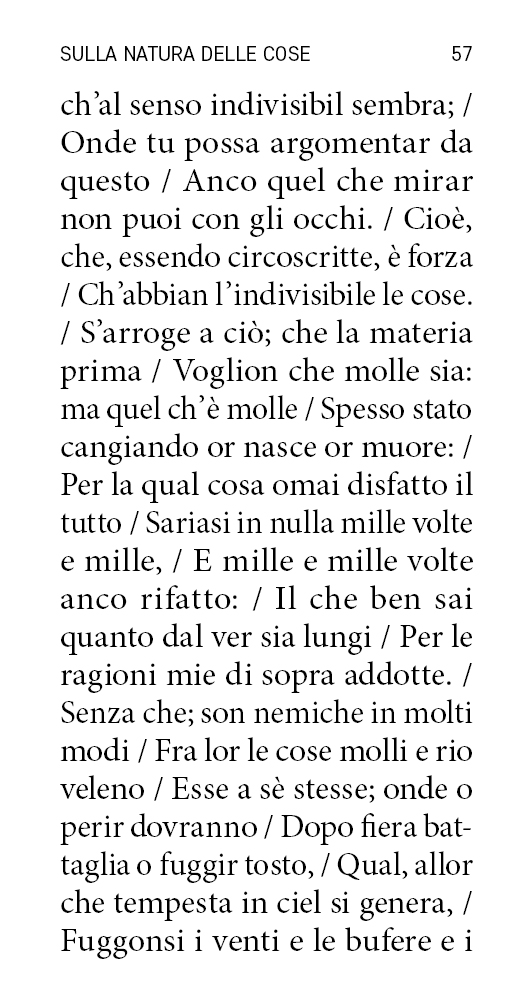 SULLA NATURA DELLE COSE 57
ch’al senso indivisibil sembra; /
Onde tu possa argomentar da
questo / Anco quel che mirar
non puoi con gli occhi. / Cioè,
che, essendo circoscritte, è forza
/ Ch’abbian l’indivisibile le cose.
/ S’arroge a ciò; che la materia
prima / Voglion che molle sia:
ma quel ch’è molle / Spesso stato
cangiando or nasce or muore: /
Per la qual cosa omai disfatto il
tutto / Sariasi in nulla mille volte
e mille, / E mille e mille volte
anco rifatto: / Il che ben sai
quanto dal ver sia lungi / Per le
ragioni mie di sopra addotte. /
Senza che; son nemiche in molti
modi / Fra lor le cose molli e rio
veleno / Esse a sè stesse; onde o
perir dovranno / Dopo fiera bat-
taglia o fuggir tosto, / Qual, allor
che tempesta in ciel si genera, /
Fuggonsi i venti e le bufere e i